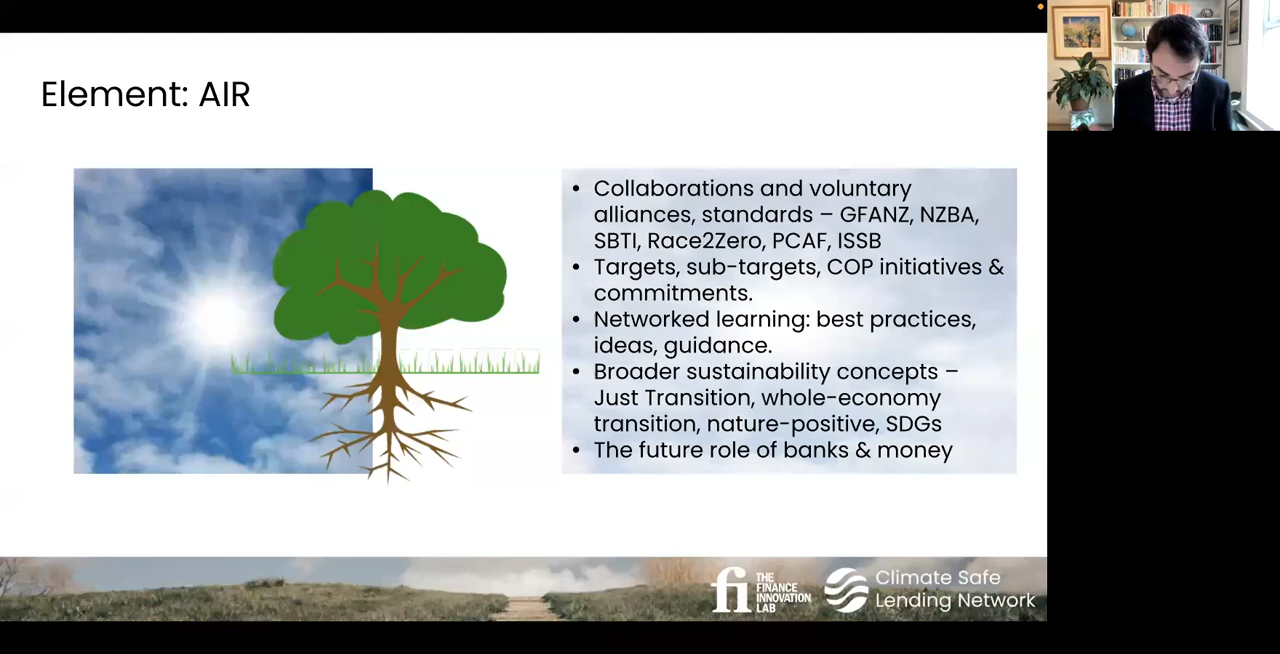 Element: AIR
• Collaborations and voluntary
alliances, standards – GFANZ, NZBA,
SBTI, Race2Zero, PCAF, ISSB
• Targets, sub-targets, COP initiatives &
commitments.
• Networked learning: best practices,
ideas, guidance.
• Broader sustainability concepts –
Just Transition, whole-economy
transition, nature-positive, SDGs
• The future role of banks & money
fi THE
FINANCE
INNOVATION
LAB
Climate Safe
Lending Network